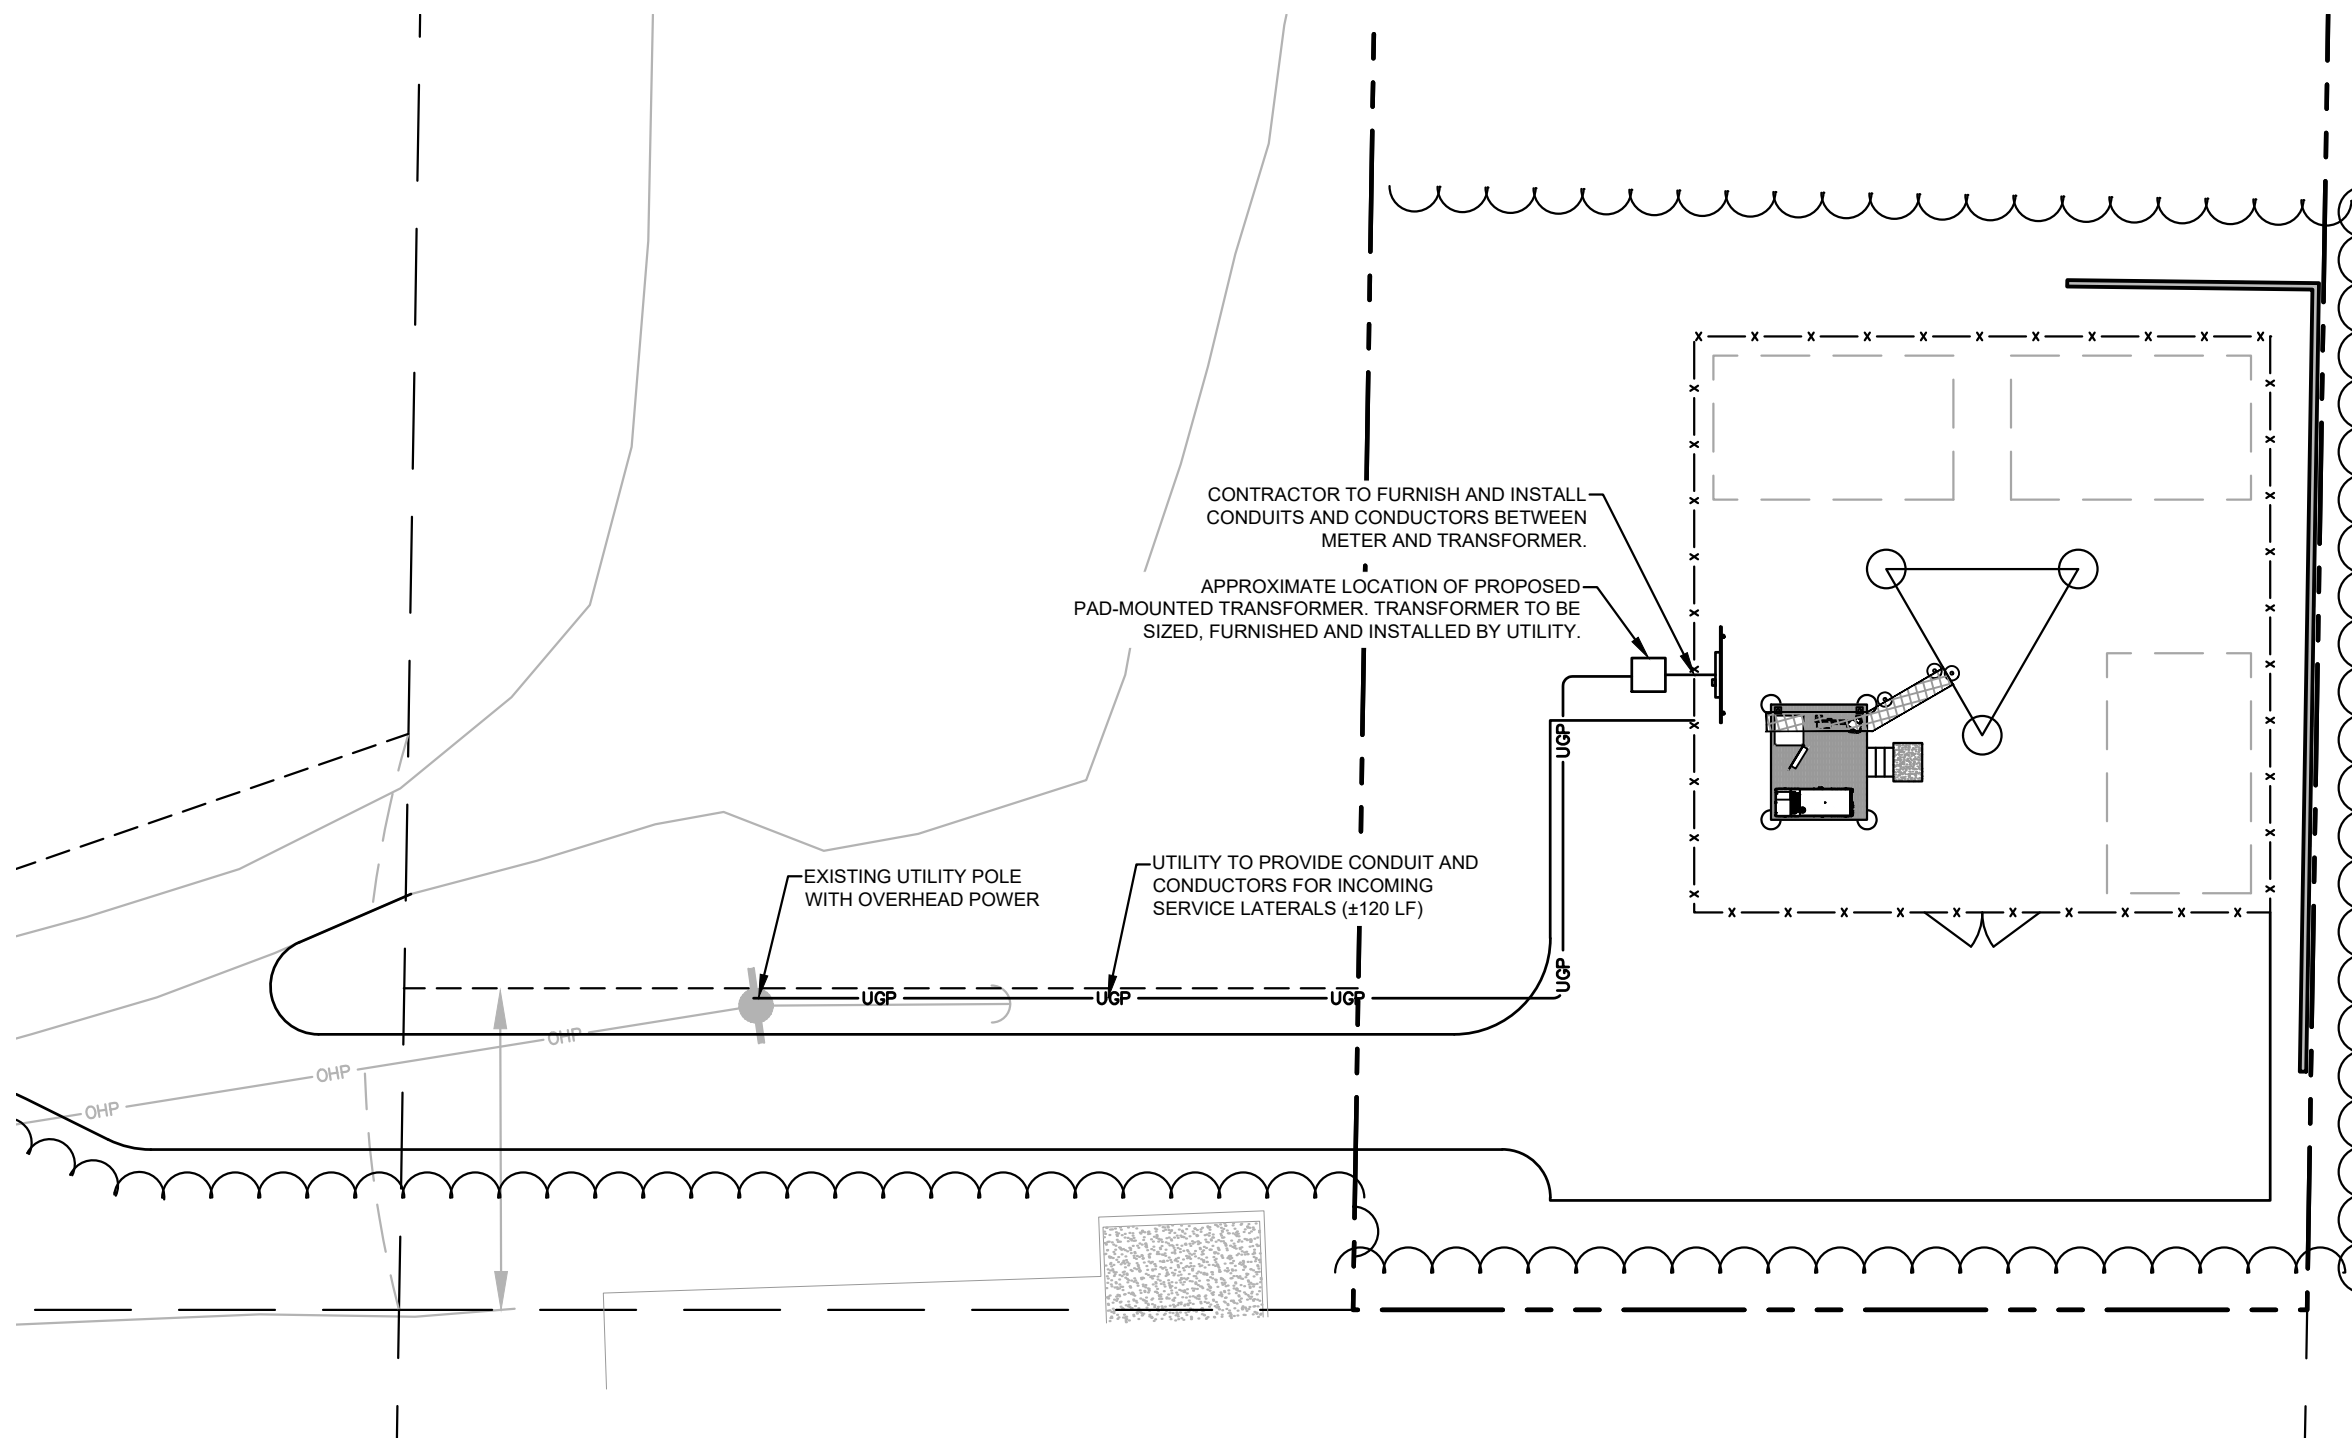 CONTRACTOR TO FURNISH AND INSTALL
CONDUITS AND CONDUCTORS BETWEEN
METER AND TRANSFORMER.
APPROXIMATE LOCATION OF PROPOSED
PAD-MOUNTED TRANSFORMER. TRANSFORMER TO BE
SIZED, FURNISHED AND INSTALLED BY UTILITY.
UGP
EXISTING UTILITY POLE
WITH OVERHEAD POWER
UTILITY TO PROVIDE CONDUIT AND
CONDUCTORS FOR INCOMING
SERVICE LATERALS (±120 LF)
UGP
UGP
UGP
UGP
OHP
OHP
OHP